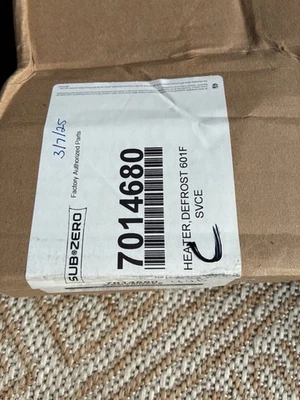 3/7/25
SUB-ZERO
Factory Authorized Parts
7014680
HEATER, DEFROST 601F
SVCE